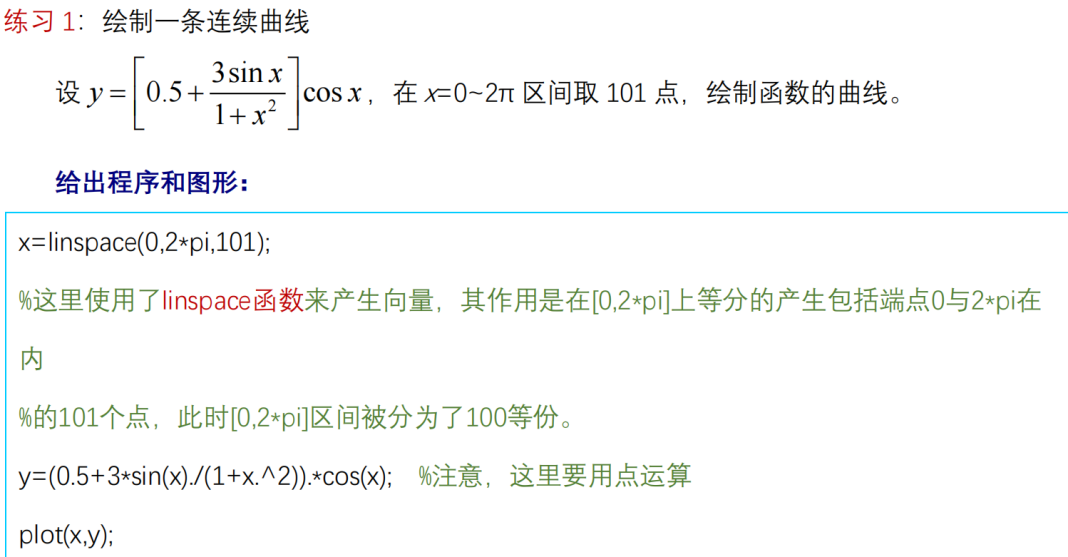 练习 1：绘制一条连续曲线
设 y = [0.5 + 3 sin x / (1 + x²)] cos x，在 x=0~2π 区间取 101 点，绘制函数的曲线。
给出程序和图形：
x=linspace(0,2*pi,101);
%这里使用了linspace函数来产生向量，其作用是在[0,2*pi]上等分的产生包括端点0与2*pi在
内
%的101个点，此时[0,2*pi]区间被分为了100等份。
y=(0.5+3*sin(x)./(1+x.^2)).*cos(x); %注意，这里要用点运算
plot(x,y);